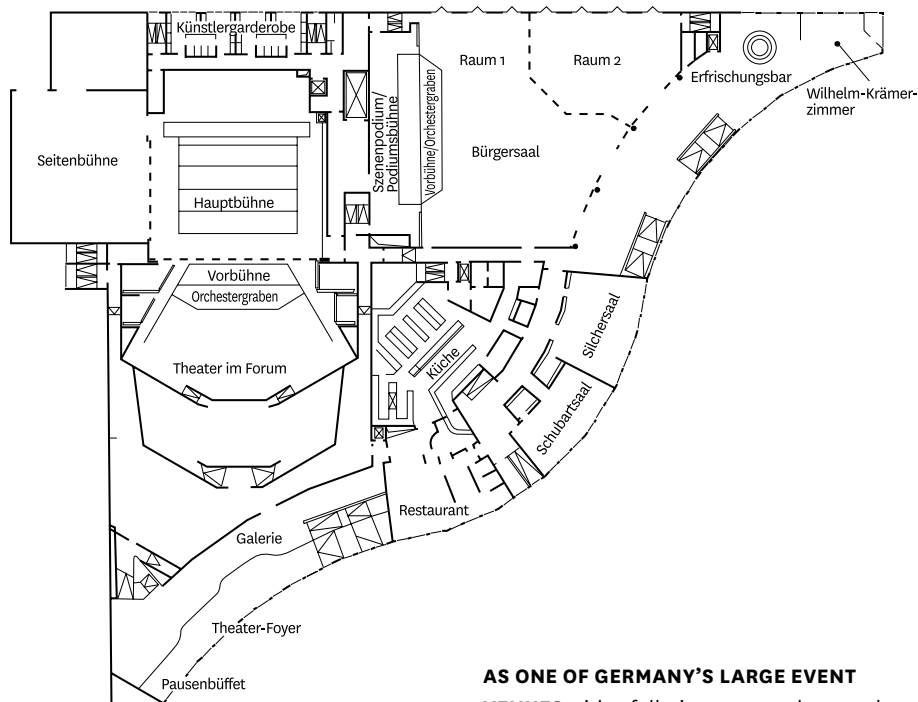 Künstlergarderobe
Raum 1
Raum 2
Erfrischungsbar
Wilhelm-Krämer-
zimmer
Seitenbühne
Szenenpodium/
Podiumsbühne
Vorbühne/Orchestergraben
Bürgersaal
Hauptbühne
Vorbühne
Orchestergraben
Theater im Forum
Küche
Silchersaal
Schubartsaal
Restaurant
Galerie
Theater-Foyer
Pausenbüffet
AS ONE OF GERMANY'S LARGE EVENT